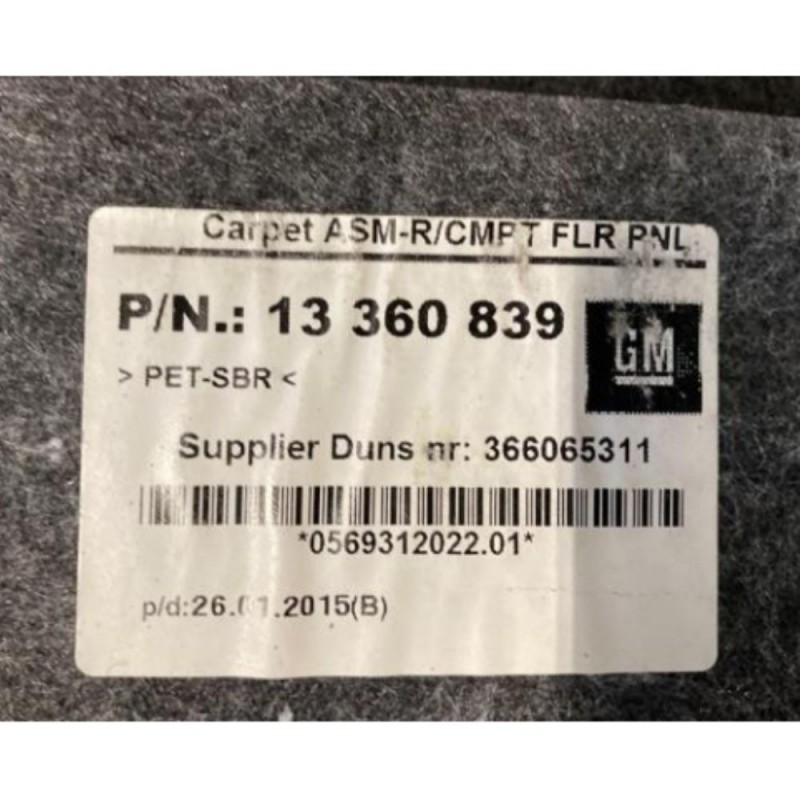 Carpet ASM-R/CMPT FLR PNL
P/N.: 13 360 839
GM
> PET-SBR <
Supplier Duns nr: 366065311
*0569312022.01*
p/d:26.01.2015(B)